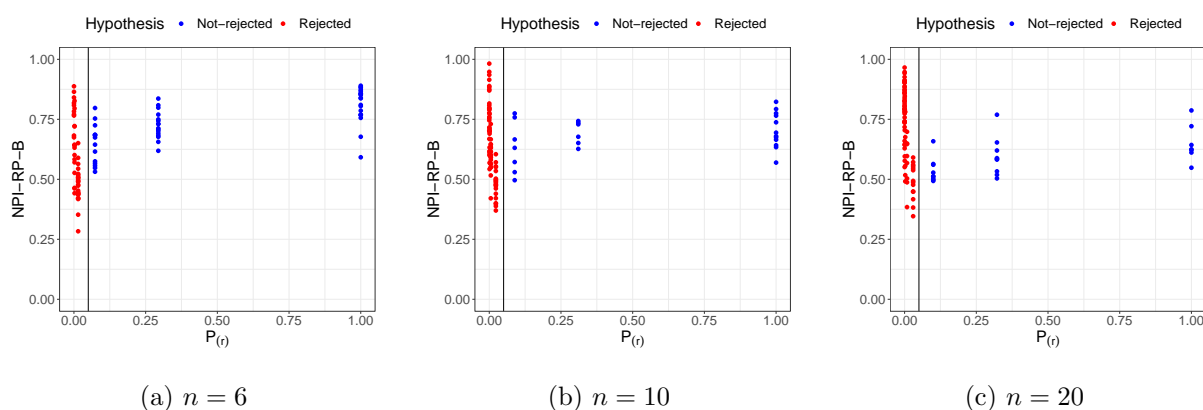 Hypothesis • Not−rejected • Rejected
1.00
0.75
0.50
0.25
0.00
NPI−RP−B
0.00 0.25 0.50 0.75 1.00
P(r)
(a) n = 6
Hypothesis • Not−rejected • Rejected
1.00
0.75
0.50
0.25
0.00
NPI−RP−B
0.00 0.25 0.50 0.75 1.00
P(r)
(b) n = 10
Hypothesis • Not−rejected • Rejected
1.00
0.75
0.50
0.25
0.00
NPI−RP−B
0.00 0.25 0.50 0.75 1.00
P(r)
(c) n = 20